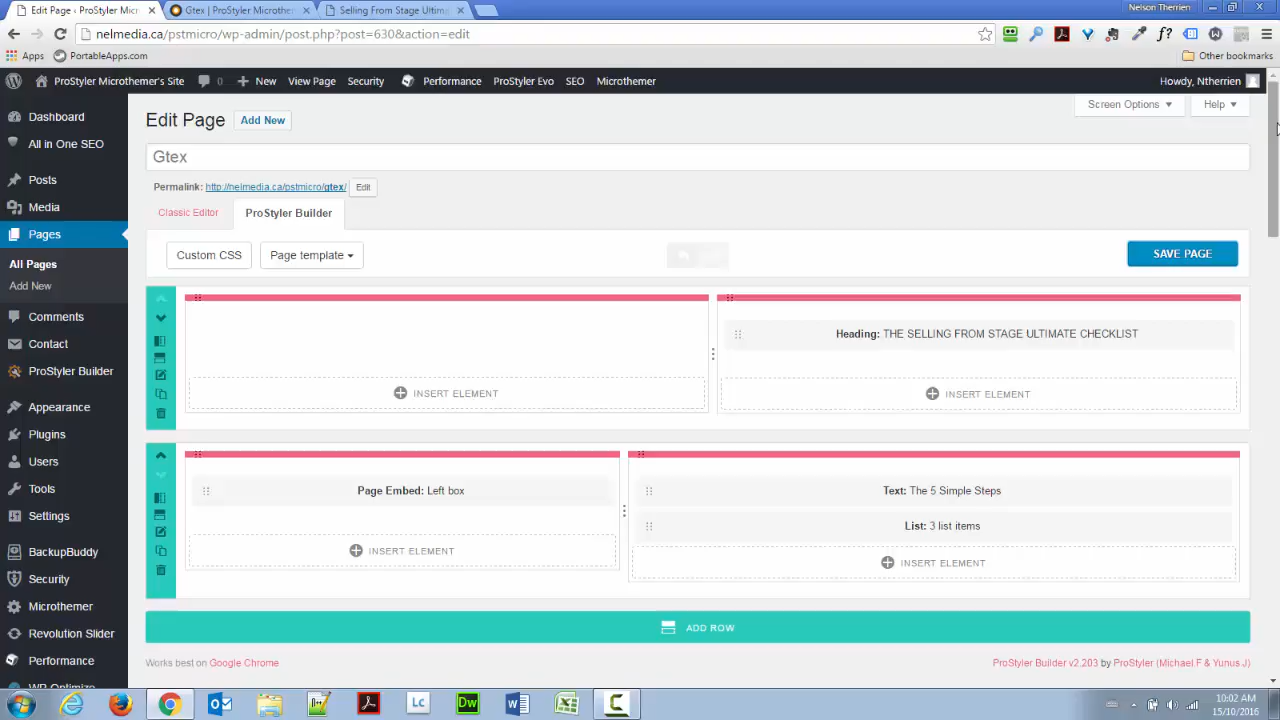 Edit Page ‹ ProStyler Micr
Gtex | ProStyler Microther
Selling From Stage Ultima
Nelson Therrien
nelmedia.ca/pstmicro/wp-admin/post.php?post=630&action=edit
Apps
PortableApps.com
Other bookmarks
ProStyler Microthemer's Site
0
New
View Page
Security
Performance
ProStyler Evo
SEO
Microthemer
Howdy, Ntherrien
Dashboard
All in One SEO
Posts
Media
Pages
All Pages
Add New
Comments
Contact
ProStyler Builder
Appearance
Plugins
Users
Tools
Settings
BackupBuddy
Security
Microthemer
Revolution Slider
Performance
WP-Optimize
Screen Options
Help
Edit Page
Add New
Gtex
Permalink: http://nelmedia.ca/pstmicro/gtex/
Edit
Classic Editor
ProStyler Builder
Custom CSS
Page template
SAVE PAGE
Heading: THE SELLING FROM STAGE ULTIMATE CHECKLIST
INSERT ELEMENT
INSERT ELEMENT
Page Embed: Left box
Text: The 5 Simple Steps
List: 3 list items
INSERT ELEMENT
INSERT ELEMENT
ADD ROW
Works best on Google Chrome
ProStyler Builder v2,203 by ProStyler (Michael.F & Yunus J)
LC
Dw
10:02 AM
15/10/2016